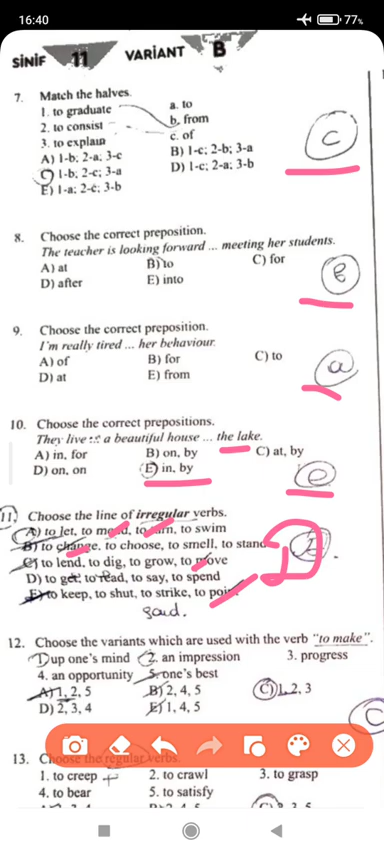 16:40 77%
SİNİF 11 VARİANT B
7. Match the halves.
1. to graduate a. to
2. to consist b. from
3. to explain c. of
A) 1-b; 2-a; 3-c B) 1-c; 2-b; 3-a
C) 1-b; 2-c; 3-a D) 1-c; 2-a; 3-b
E) 1-a; 2-c; 3-b
C
8. Choose the correct preposition.
The teacher is looking forward ... meeting her students.
A) at B) to C) for
D) after E) into
9. Choose the correct preposition.
I'm really tired ... her behaviour.
A) of B) for C) to
D) at E) from
a
10. Choose the correct prepositions.
They live ... a beautiful house ... the lake.
A) in, for B) on, by C) at, by
D) on, on E) in, by
e
11. Choose the line of irregular verbs.
A) to let, to to swim
B) to change, to choose, to smell, to stand
C) to lend, to dig, to grow, to move
D) to get, to read, to say, to spend
E) to keep, to shut, to strike, to
D
said.
12. Choose the variants which are used with the verb "to make".
1. up one's mind 2. an impression 3. progress
4. an opportunity 5. one's best
A) 1, 2, 5 B) 2, 4, 5 C) 1, 2, 3
D) 2, 3, 4 E) 1, 4, 5
C
13. Choose the regular verbs.
1. to creep 2. to crawl 3. to grasp
4. to bear 5. to satisfy